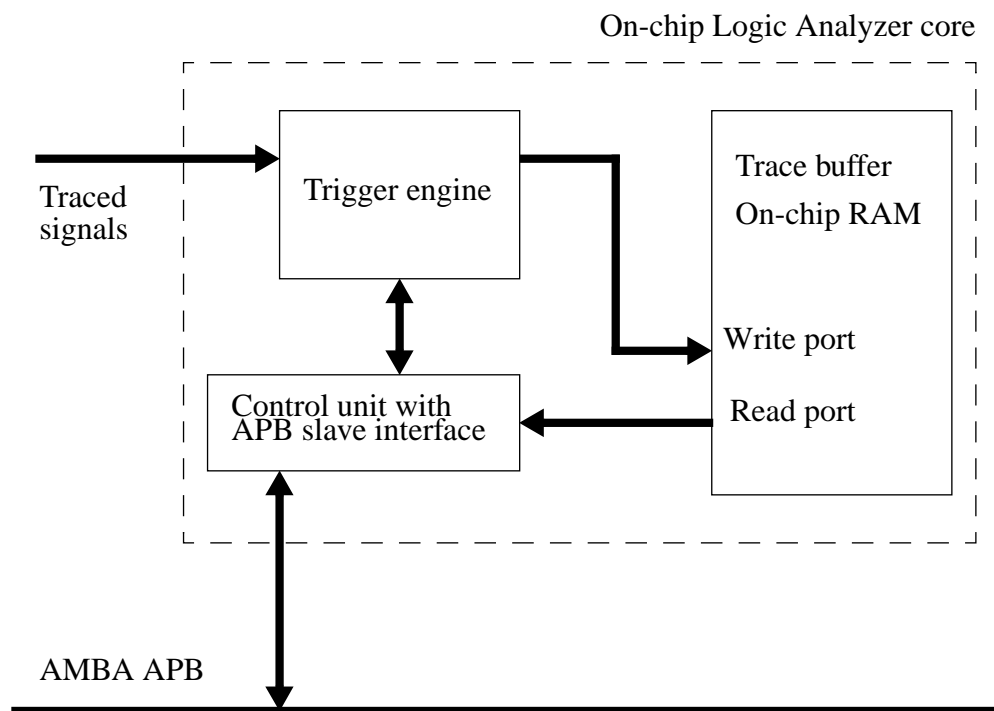 On-chip Logic Analyzer core
Traced
signals
Trigger engine
Trace buffer
On-chip RAM
Write port
Read port
Control unit with
APB slave interface
AMBA APB